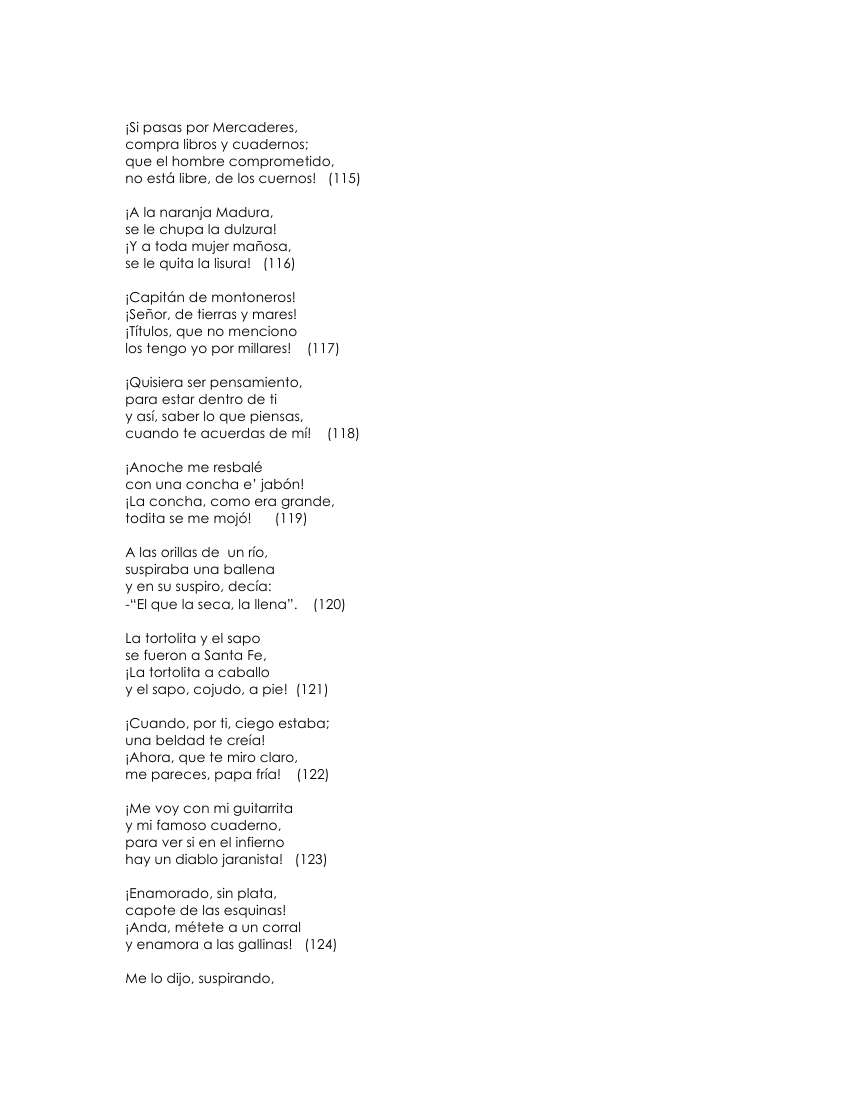 ¡Si pasas por Mercaderes,
compra libros y cuadernos;
que el hombre comprometido,
no está libre, de los cuernos!   (115)

¡A la naranja Madura,
se le chupa la dulzura!
¡Y a toda mujer mañosa,
se le quita la lisura!   (116)

¡Capitán de montoneros!
¡Señor, de tierras y mares!
¡Títulos, que no menciono
los tengo yo por millares!    (117)

¡Quisiera ser pensamiento,
para estar dentro de ti
y así, saber lo que piensas,
cuando te acuerdas de mí!    (118)

¡Anoche me resbalé
con una concha e’ jabón!
¡La concha, como era grande,
todita se me mojó!      (119)

A las orillas de  un río,
suspiraba una ballena
y en su suspiro, decía:
-“El que la seca, la llena”.    (120)

La tortolita y el sapo
se fueron a Santa Fe,
¡La tortolita a caballo
y el sapo, cojudo, a pie!  (121)

¡Cuando, por ti, ciego estaba;
una beldad te creía!
¡Ahora, que te miro claro,
me pareces, papa fría!    (122)

¡Me voy con mi guitarrita
y mi famoso cuaderno,
para ver si en el infierno
hay un diablo jaranista!   (123)

¡Enamorado, sin plata,
capote de las esquinas!
¡Anda, métete a un corral
y enamora a las gallinas!   (124)

Me lo dijo, suspirando,